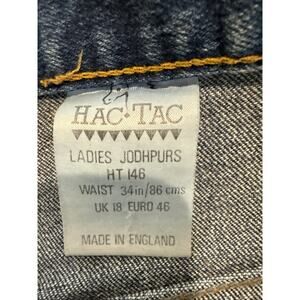 HAC·TAC
LADIES JODHPURS
HT 146
WAIST 34in/86 cms
UK 18 EURO 46
MADE IN ENGLAND